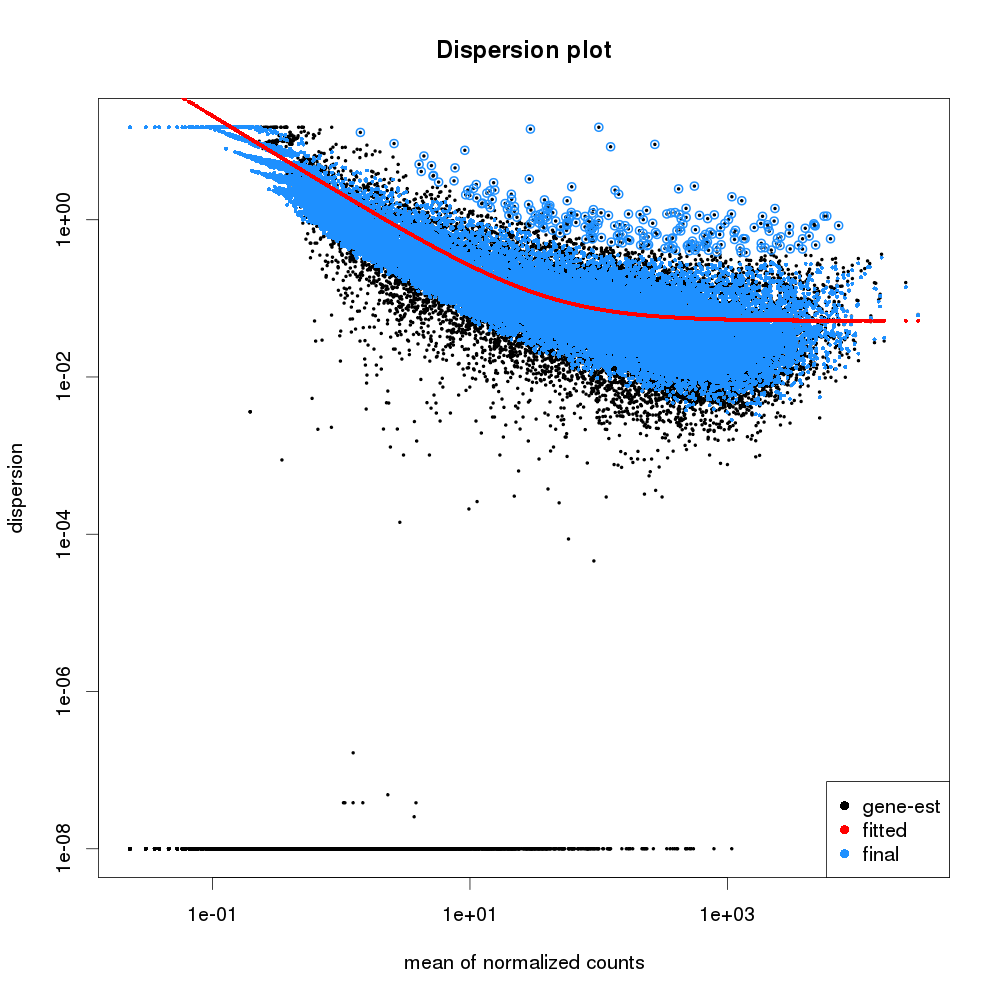 Dispersion plot
dispersion
1e+00
1e-02
1e-04
1e-06
1e-08
gene-est
fitted
final
1e-01
1e+01
1e+03
mean of normalized counts